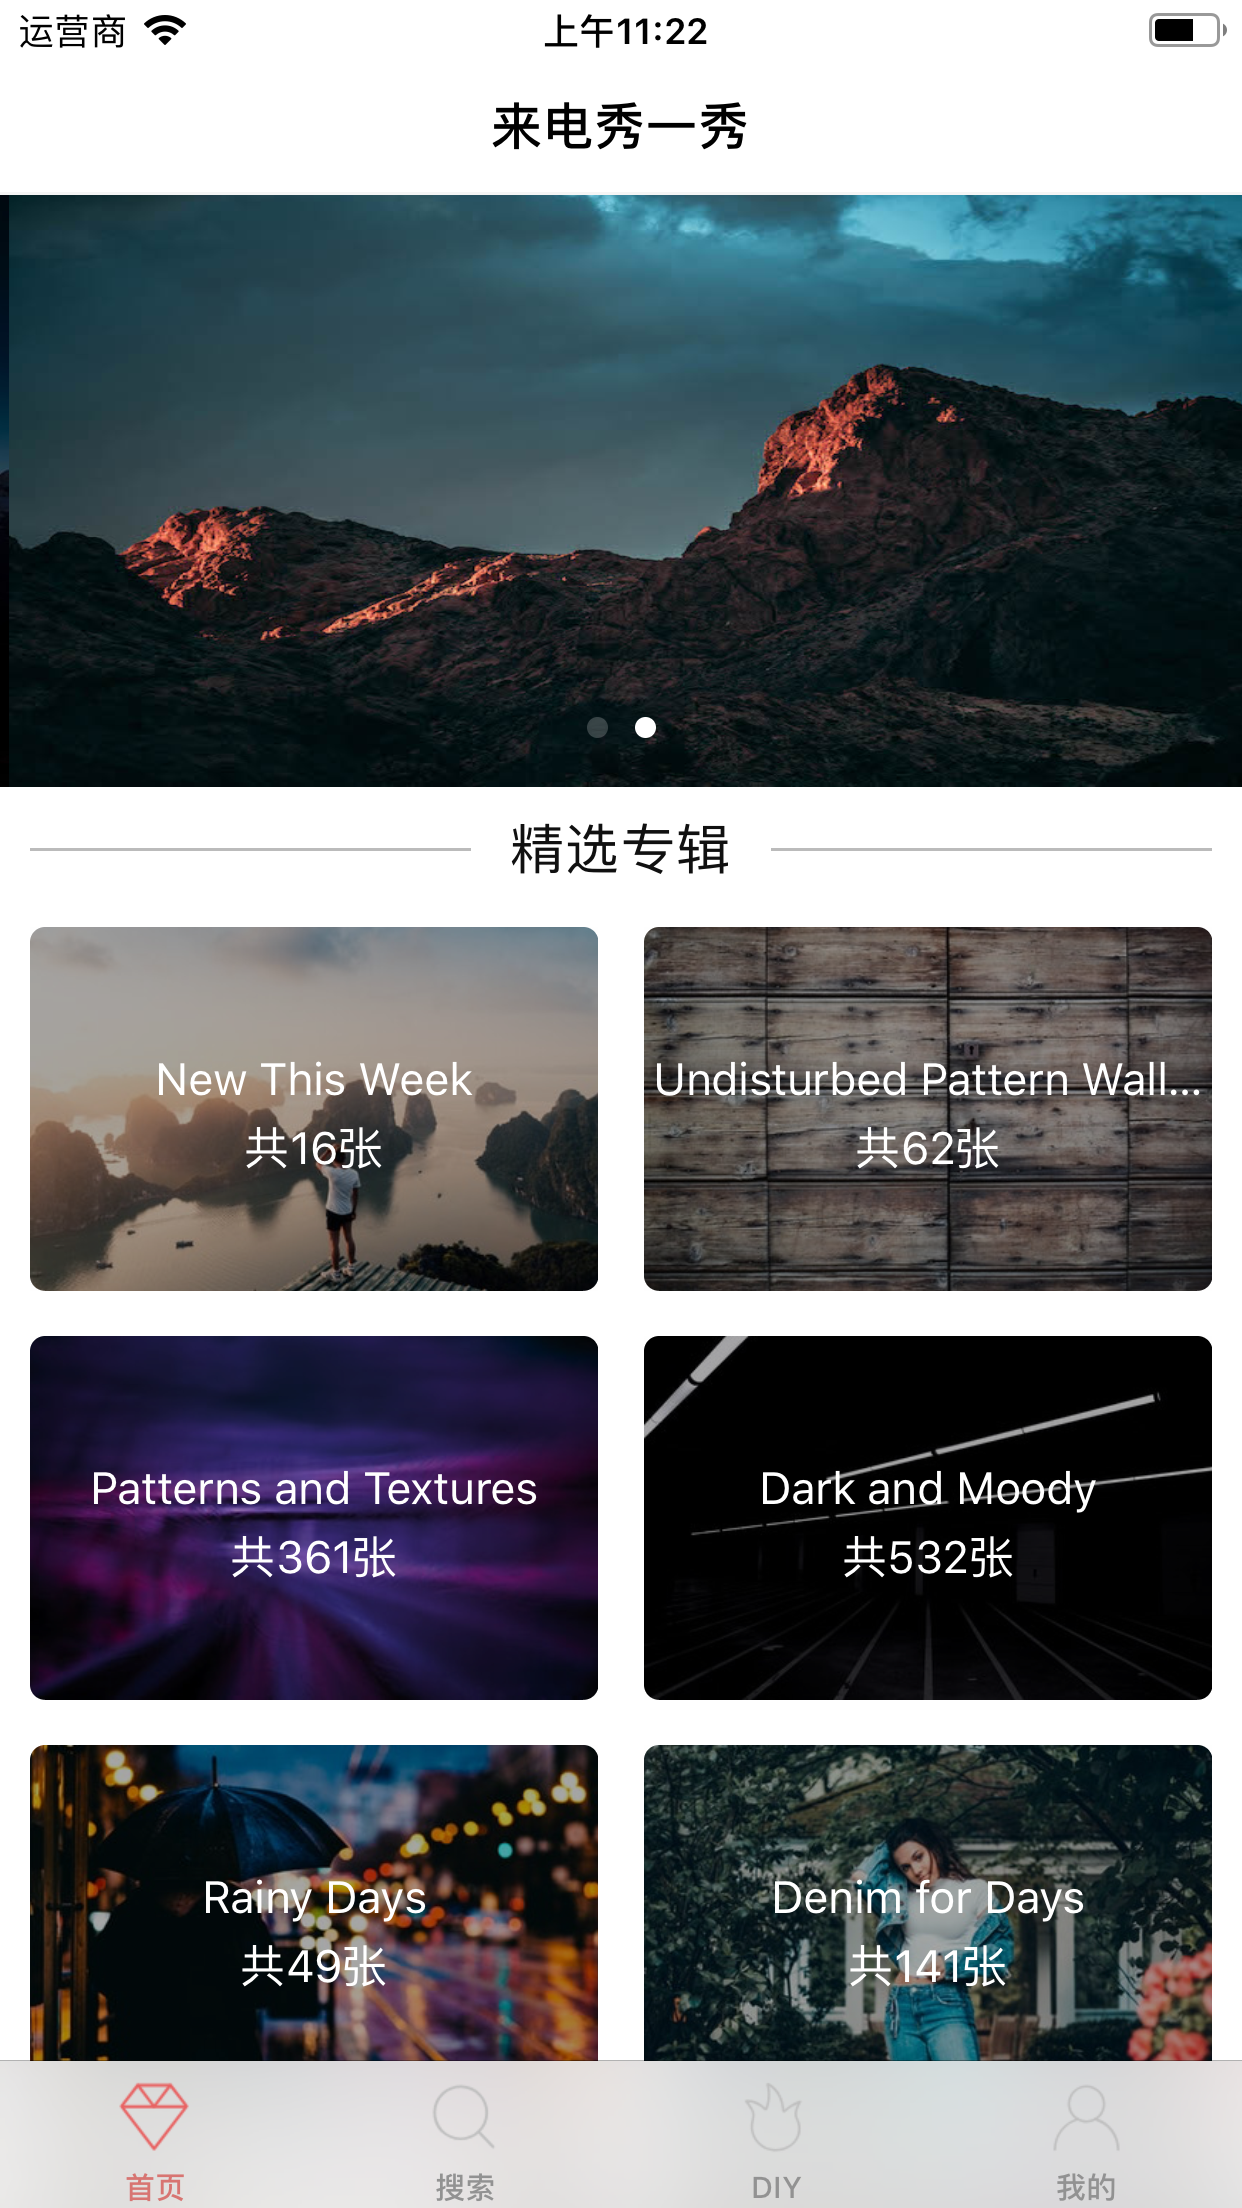 运营商
上午11:22
来电秀一秀
精选专辑
New This Week
共16张
Undisturbed Pattern Wall...
共62张
Patterns and Textures
共361张
Dark and Moody
共532张
Rainy Days
共49张
Denim for Days
共141张
首页
搜索
DIY
我的